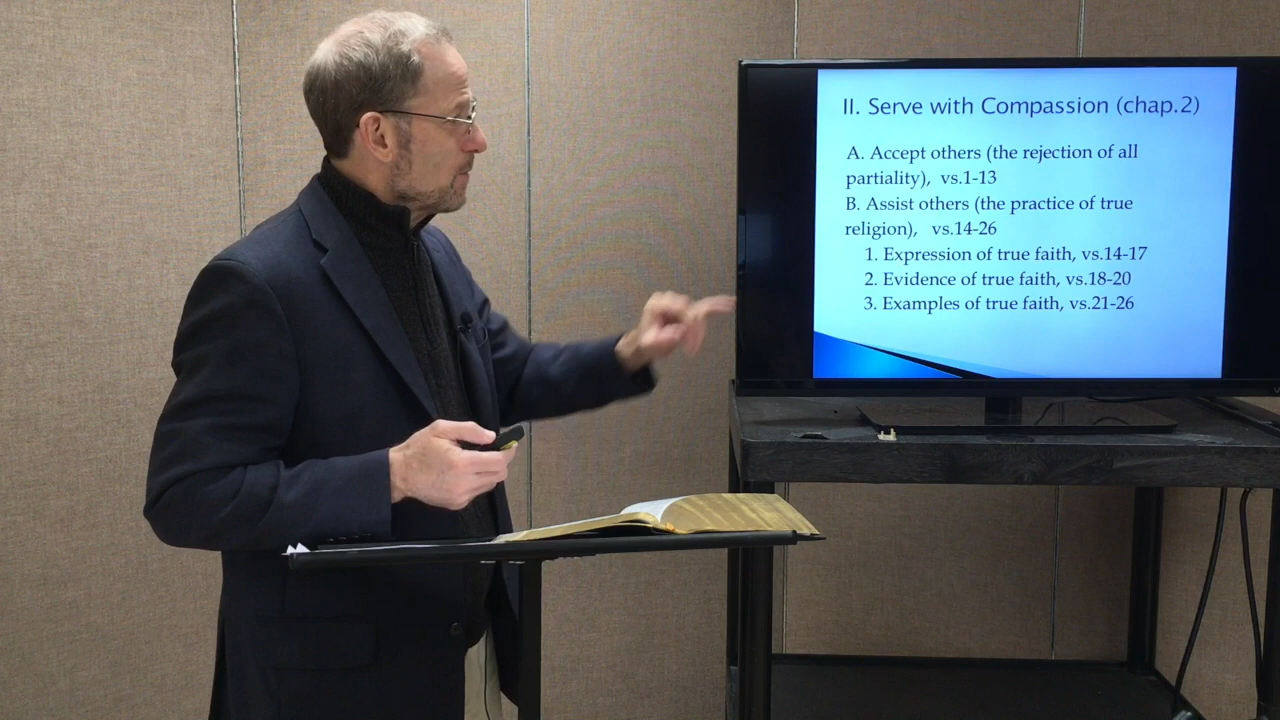 II. Serve with Compassion (chap.2)
A. Accept others (the rejection of all
partiality), vs.1-13
B. Assist others (the practice of true
religion), vs.14-26
1. Expression of true faith, vs.14-17
2. Evidence of true faith, vs.18-20
3. Examples of true faith, vs.21-26